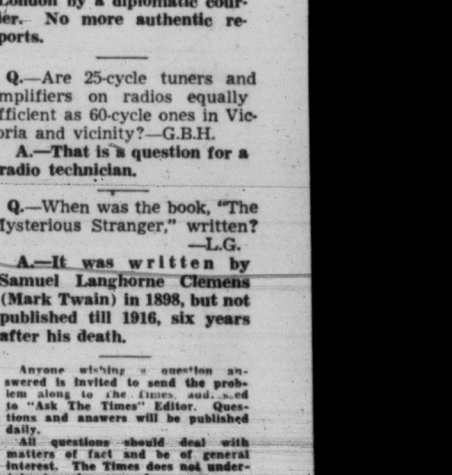 London by a diplomatic cour-
ier. No more authentic re-
ports.
Q.—Are 25-cycle tuners and
mplifiers on radios equally
fficient as 60-cycle ones in Vic-
oria and vicinity?—G.B.H.
A.—That is a question for a
radio technician.
Q.—When was the book, "The
Mysterious Stranger," written?
—L.G.
A.—It was written by
Samuel Langhorne Clemens
(Mark Twain) in 1898, but not
published till 1916, six years
after his death.
Anyone wishing a question an-
swered is invited to send the prob-
lem along to the Times,
to "Ask The Times" Editor. Ques-
tions and answers will be published
daily.
All questions should deal with
matters of fact and be of general
interest. The Times does not under-